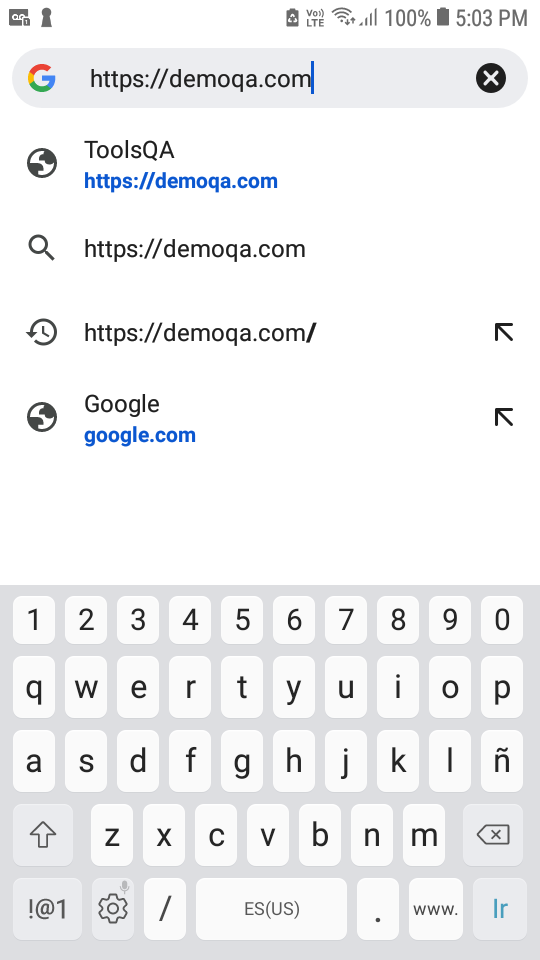 Vo)) LTE 100% 5:03 PM
https://demoqa.com
ToolsQA
https://demoqa.com
https://demoqa.com
https://demoqa.com/
Google
google.com
1 2 3 4 5 6 7 8 9 0
q w e r t y u i o p
a s d f g h j k l ñ
z x c v b n m
!@1 / ES(US) . www. Ir